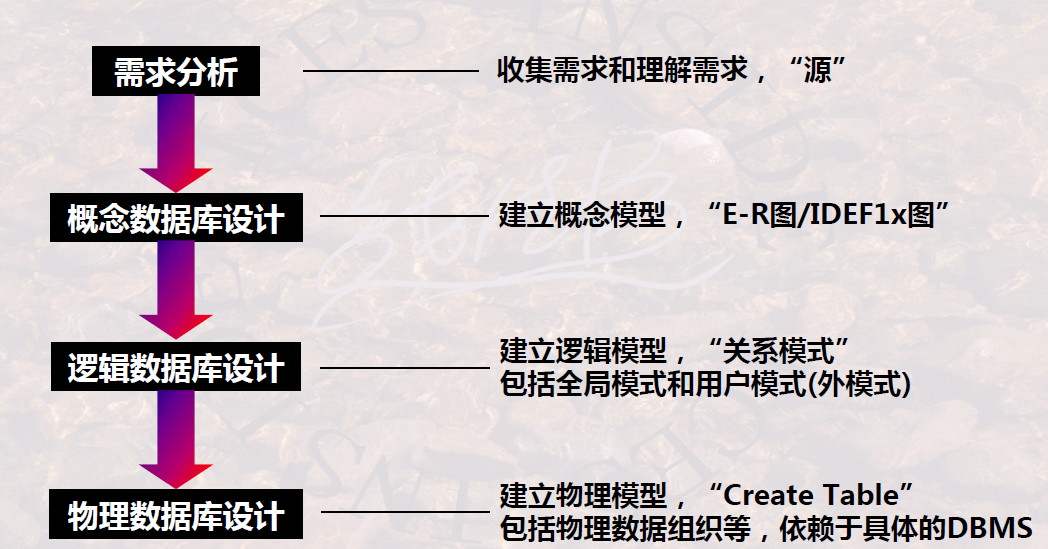 需求分析
收集需求和理解需求，“源”
概念数据库设计
建立概念模型，“E-R图/IDEF1x图”
逻辑数据库设计
建立逻辑模型，“关系模式”
包括全局模式和用户模式(外模式)
物理数据库设计
建立物理模型，“Create Table”
包括物理数据组织等，依赖于具体的DBMS